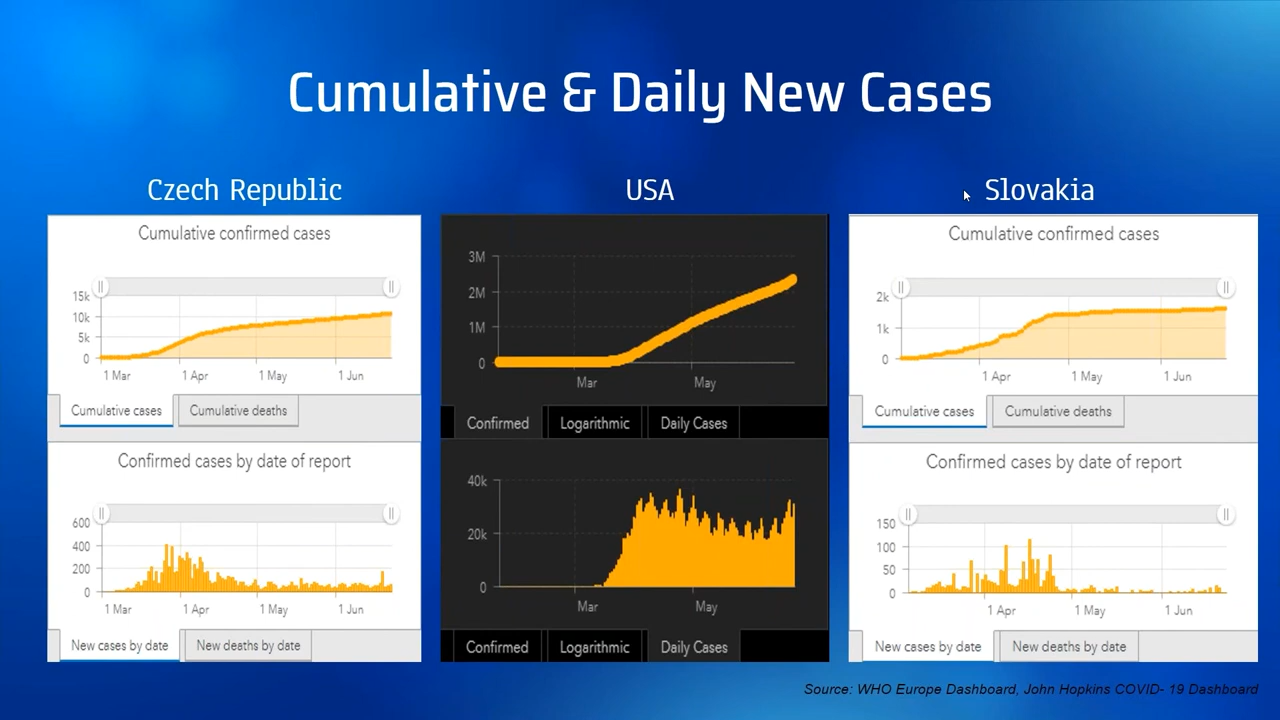 Cumulative & Daily New Cases
Czech Republic
Cumulative confirmed cases
15k
10k
5k
0
1 Mar 1 Apr 1 May 1 Jun
Cumulative cases Cumulative deaths
Confirmed cases by date of report
600
400
200
0
1 Mar 1 Apr 1 May 1 Jun
New cases by date New deaths by date
USA
3M
2M
1M
0
Mar May
Confirmed Logarithmic Daily Cases
40k
20k
0
Mar May
Confirmed Logarithmic Daily Cases
Slovakia
Cumulative confirmed cases
2k
1k
0
1 Apr 1 May 1 Jun
Cumulative cases Cumulative deaths
Confirmed cases by date of report
150
100
50
0
1 Apr 1 May 1 Jun
New cases by date New deaths by date
Source: WHO Europe Dashboard, John Hopkins COVID- 19 Dashboard